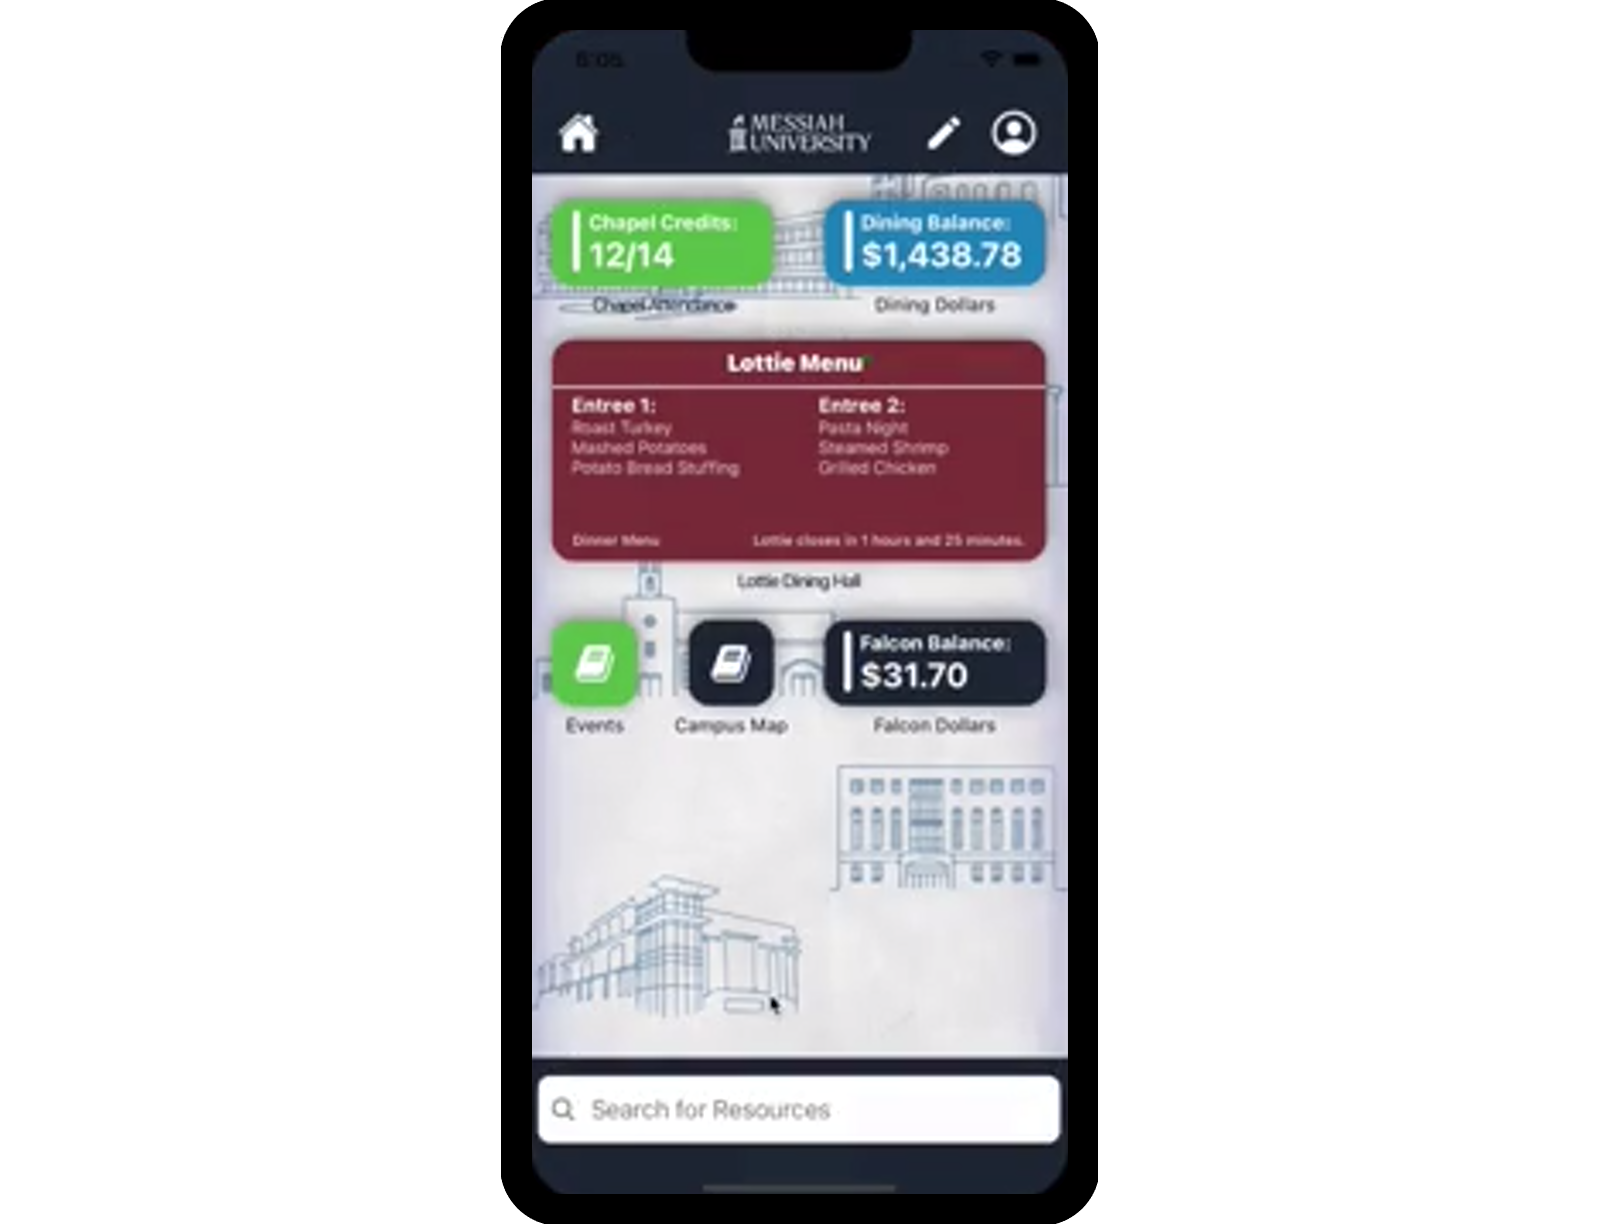 6:05
MESSIAH
UNIVERSITY
Chapel Credits:
12/14
Chapel Attendance
Dining Balance:
$1,438.78
Dining Dollars
Lottie Menu
Entree 1:
Roast Turkey
Mashed Potatoes
Potato Bread Stuffing
Entree 2:
Pasta Night
Steamed Shrimp
Grilled Chicken
Dinner Menu
Lottie closes in 1 hours and 25 minutes.
Lottie Dining Hall
Events
Campus Map
Falcon Balance:
$31.70
Falcon Dollars
Search for Resources